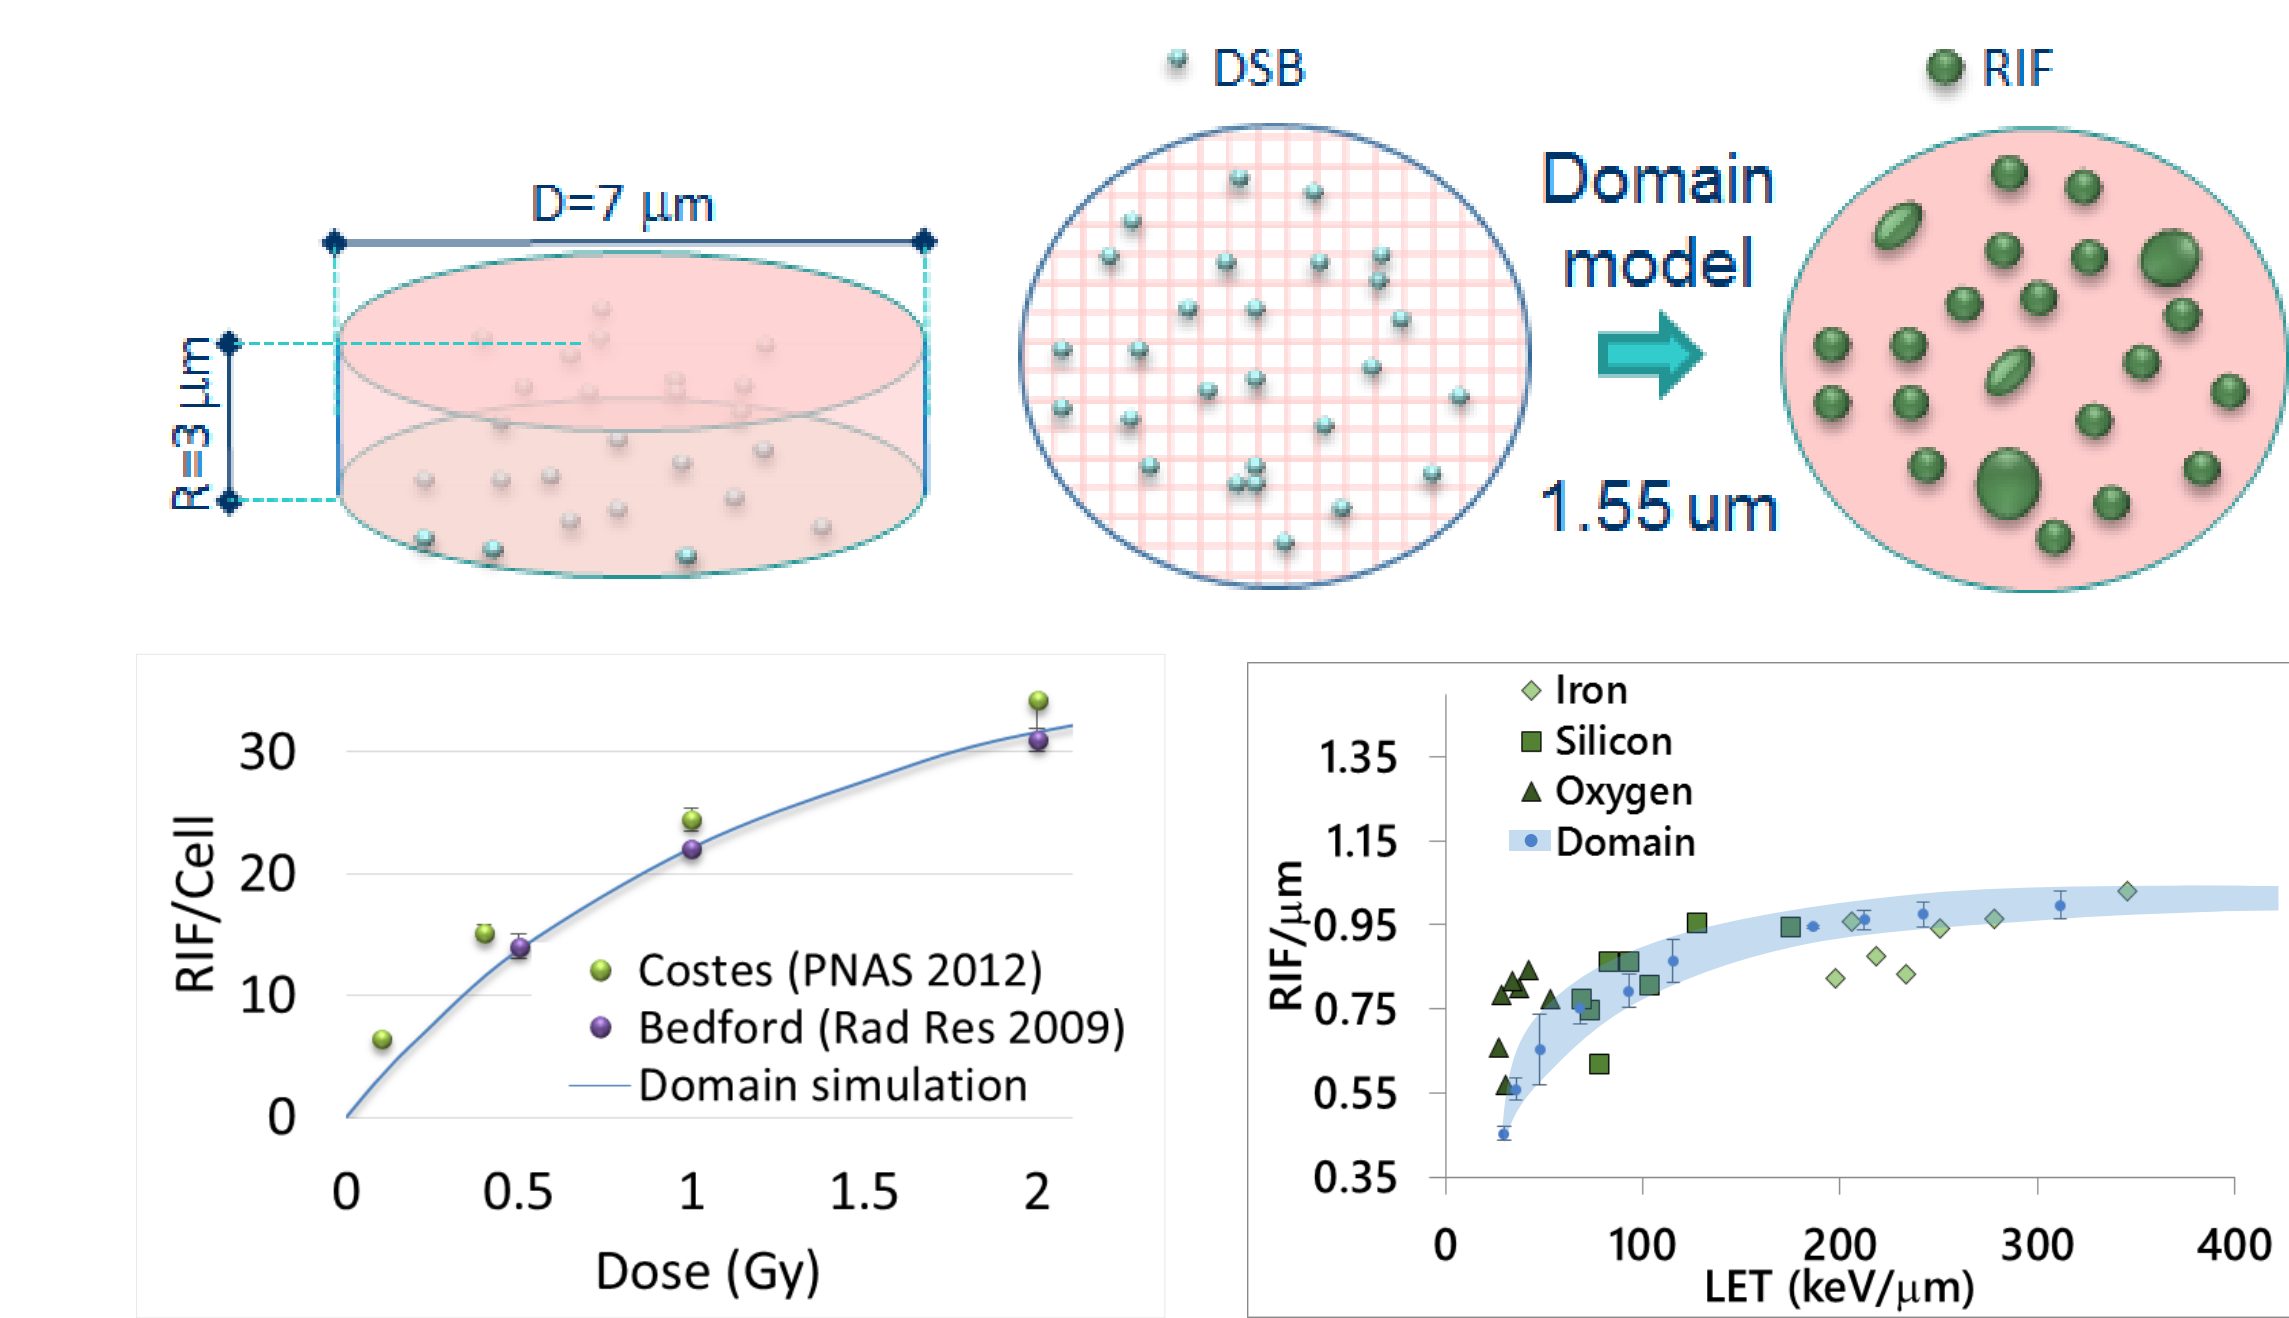 DSB
RIF
D=7 μm
R=3 μm
Domain
model
1.55 um
RIF/Cell
30
20
10
0
Costes (PNAS 2012)
Bedford (Rad Res 2009)
Domain simulation
0 0.5 1 1.5 2
Dose (Gy)
Iron
Silicon
Oxygen
Domain
RIF/μm
1.35
1.15
0.95
0.75
0.55
0.35
0 100 200 300 400
LET (keV/μm)